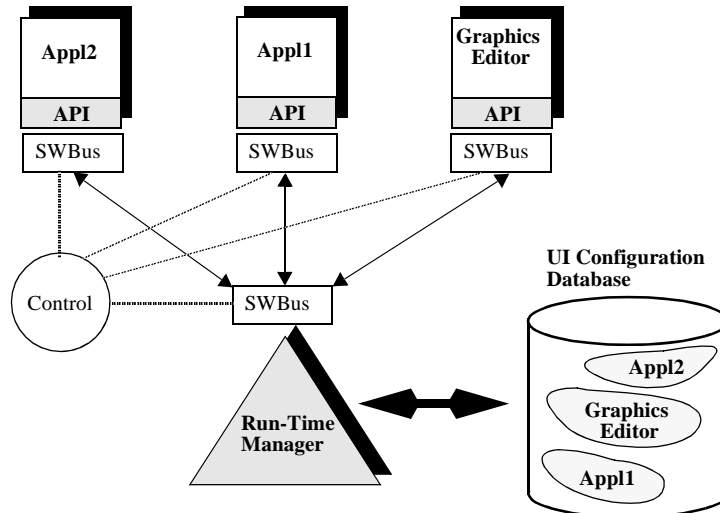 Appl2
Appl1
Graphics
Editor
API
API
API
SWBus
SWBus
SWBus
UI Configuration
Database
Control
SWBus
Appl2
Graphics
Editor
Run-Time
Manager
Appl1